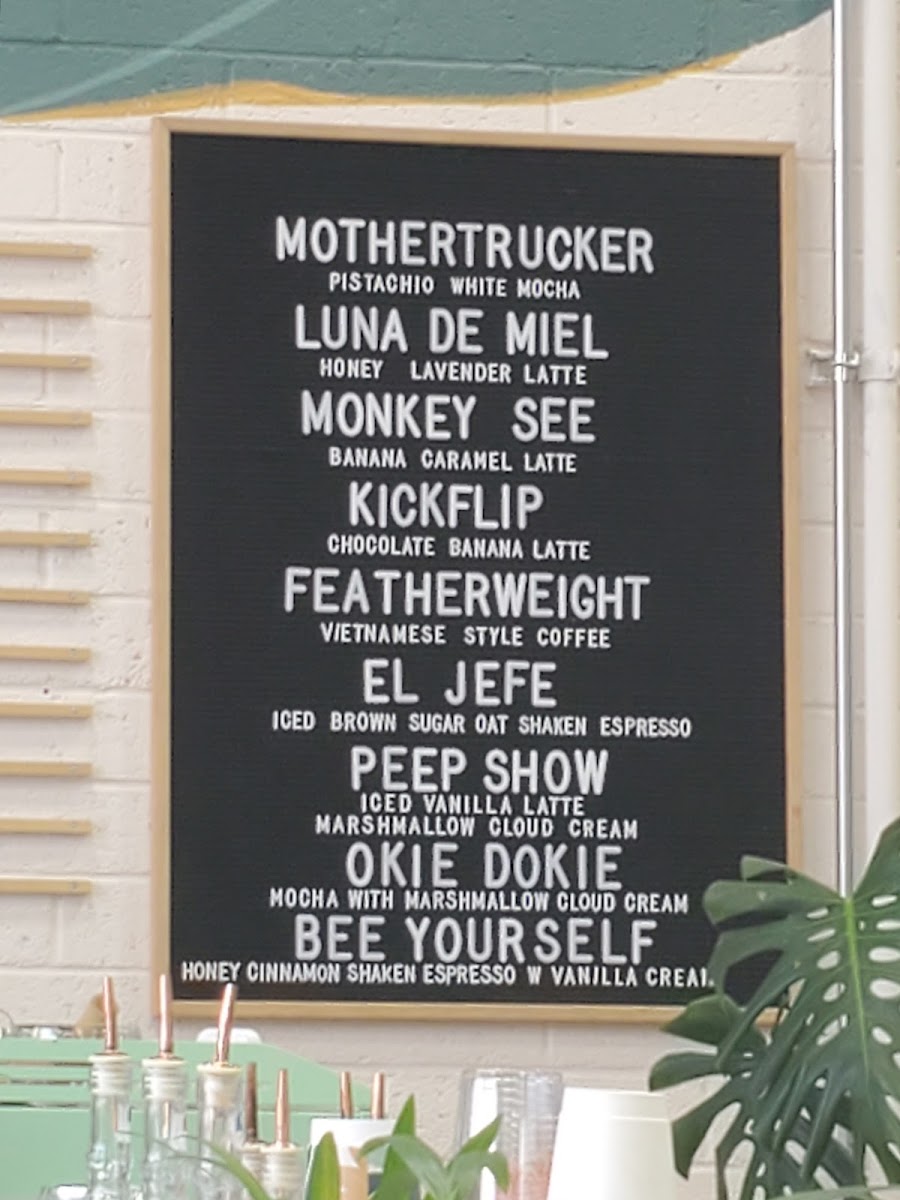 MOTHERTRUCKER
PISTACHIO WHITE MOCHA
LUNA DE MIEL
HONEY LAVENDER LATTE
MONKEY SEE
BANANA CARAMEL LATTE
KICKFLIP
CHOCOLATE BANANA LATTE
FEATHERWEIGHT
VIETNAMESE STYLE COFFEE
EL JEFE
ICED BROWN SUGAR OAT SHAKEN ESPRESSO
PEEP SHOW
ICED VANILLA LATTE
MARSHMALLOW CLOUD CREAM
OKIE DOKIE
MOCHA WITH MARSHMALLOW CLOUD CREAM
BEE YOURSELF
HONEY CINNAMON SHAKEN ESPRESSO W VANILLA CREAM